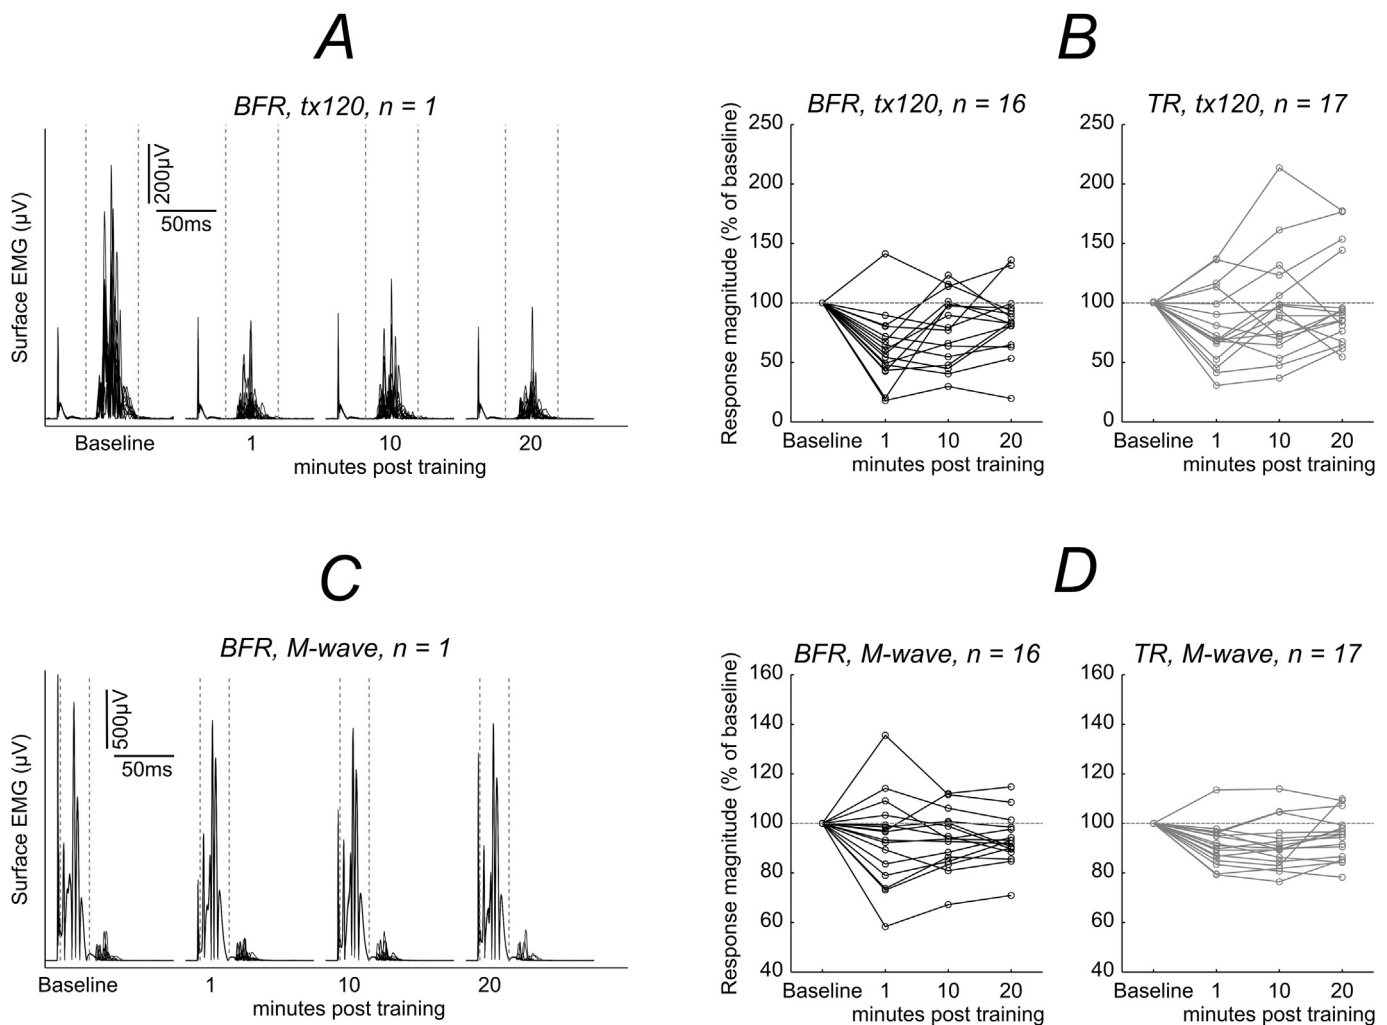 A
BFR, tx120, n = 1
Surface EMG (µV)
200µV
50ms
Baseline
1
10
20
minutes post training
B
BFR, tx120, n = 16
Response magnitude (% of baseline)
250
200
150
100
50
0
Baseline
1
10
20
minutes post training
TR, tx120, n = 17
250
200
150
100
50
0
Baseline
1
10
20
minutes post training
C
BFR, M-wave, n = 1
Surface EMG (µV)
500µV
50ms
Baseline
1
10
20
minutes post training
D
BFR, M-wave, n = 16
Response magnitude (% of baseline)
160
140
120
100
80
60
40
Baseline
1
10
20
minutes post training
TR, M-wave, n = 17
160
140
120
100
80
60
40
Baseline
1
10
20
minutes post training